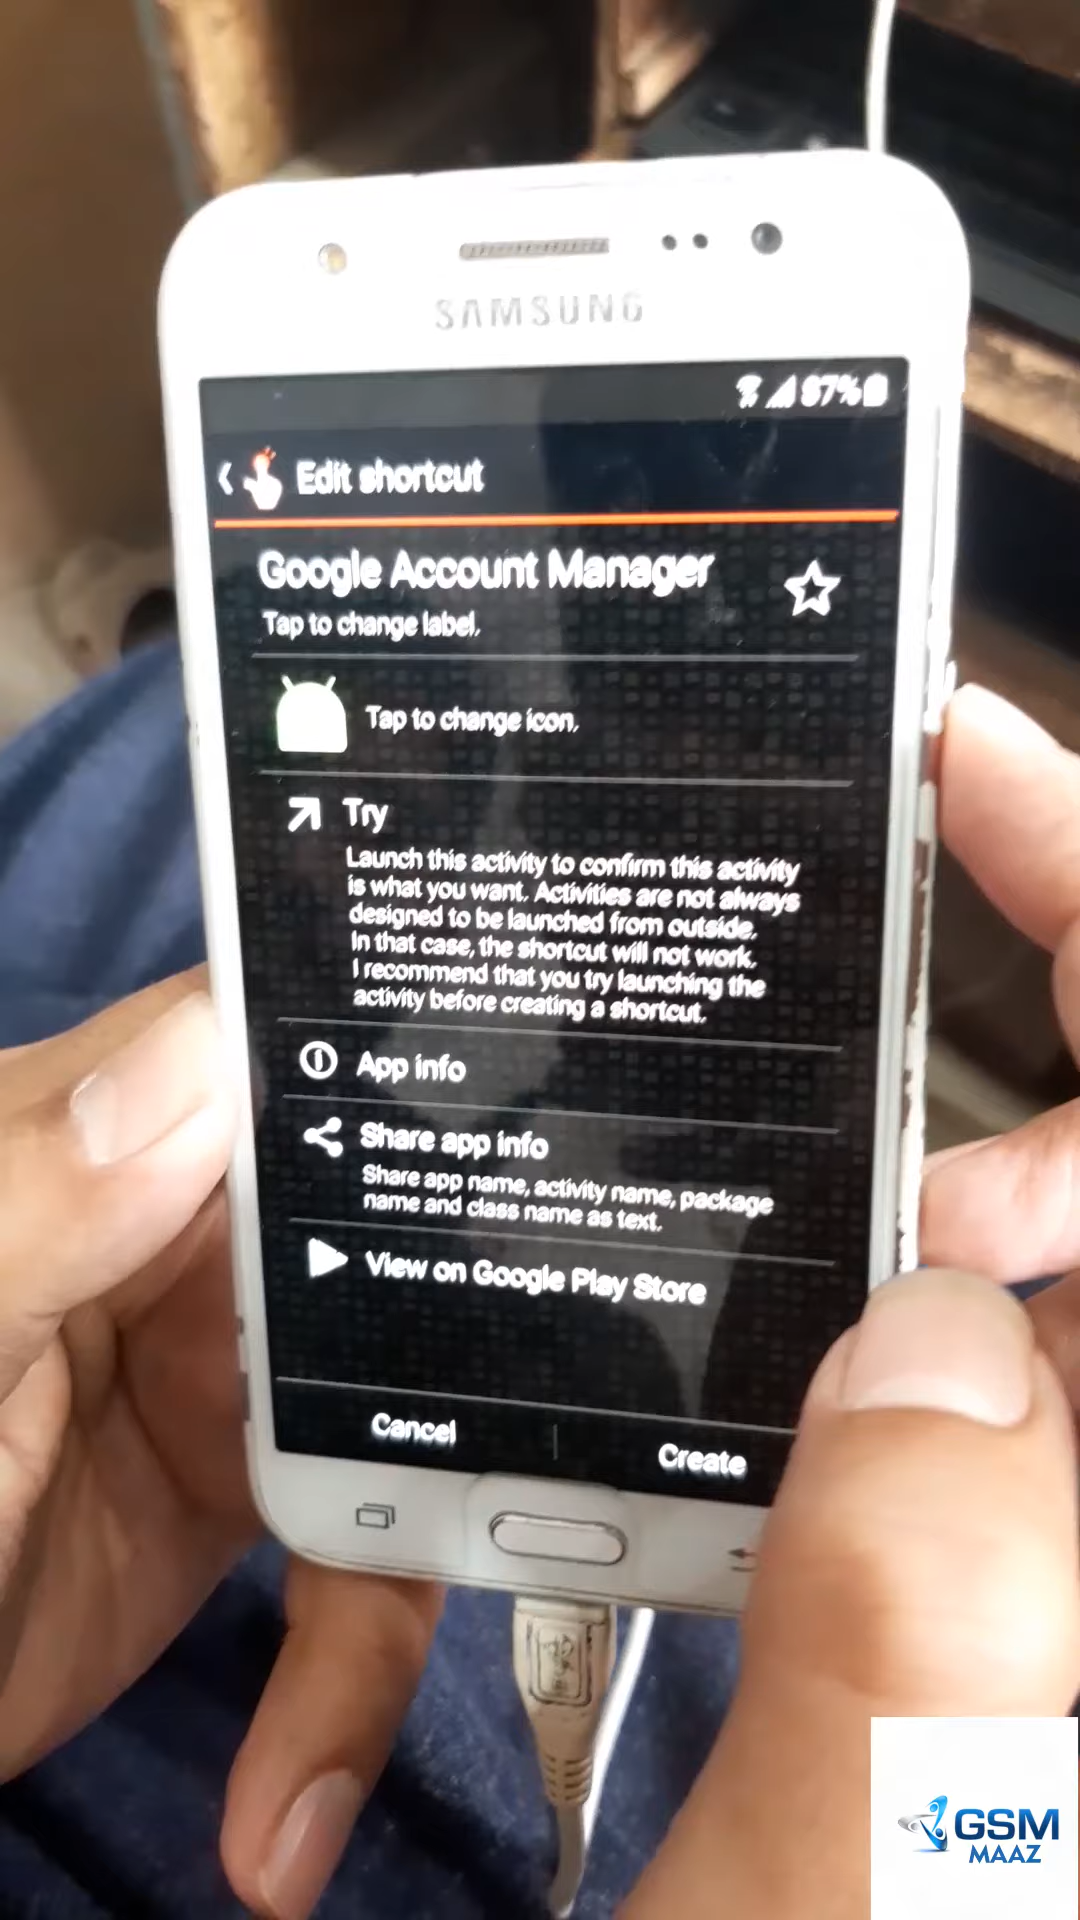 SAMSUNG
87%
Edit shortcut
Google Account Manager
Tap to change label.
Tap to change icon.
Try
Launch this activity to confirm this activity
is what you want. Activities are not always
designed to be launched from outside.
In that case, the shortcut will not work.
I recommend that you try launching the
activity before creating a shortcut.
App info
Share app info
Share app name, activity name, package
name and class name as text.
View on Google Play Store
Cancel
Create
GSM
MAAZ